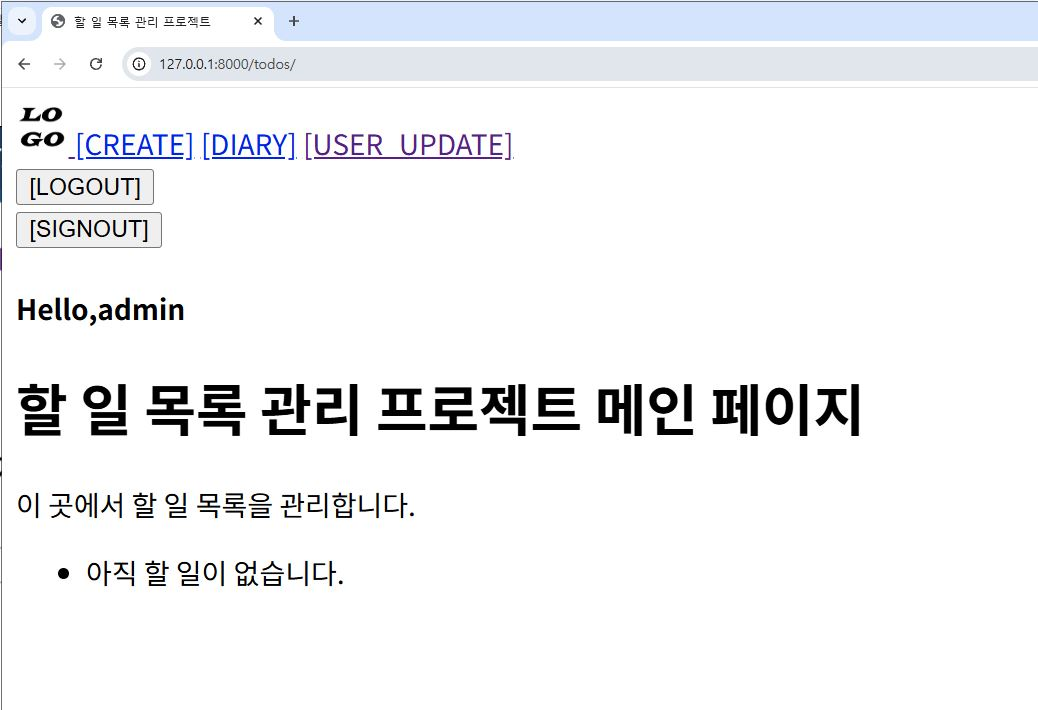 할 일 목록 관리 프로젝트
127.0.0.1:8000/todos/
LO
GO [CREATE] [DIARY] [USER_UPDATE]
[LOGOUT]
[SIGNOUT]
Hello,admin
할 일 목록 관리 프로젝트 메인 페이지
이 곳에서 할 일 목록을 관리합니다.
• 아직 할 일이 없습니다.